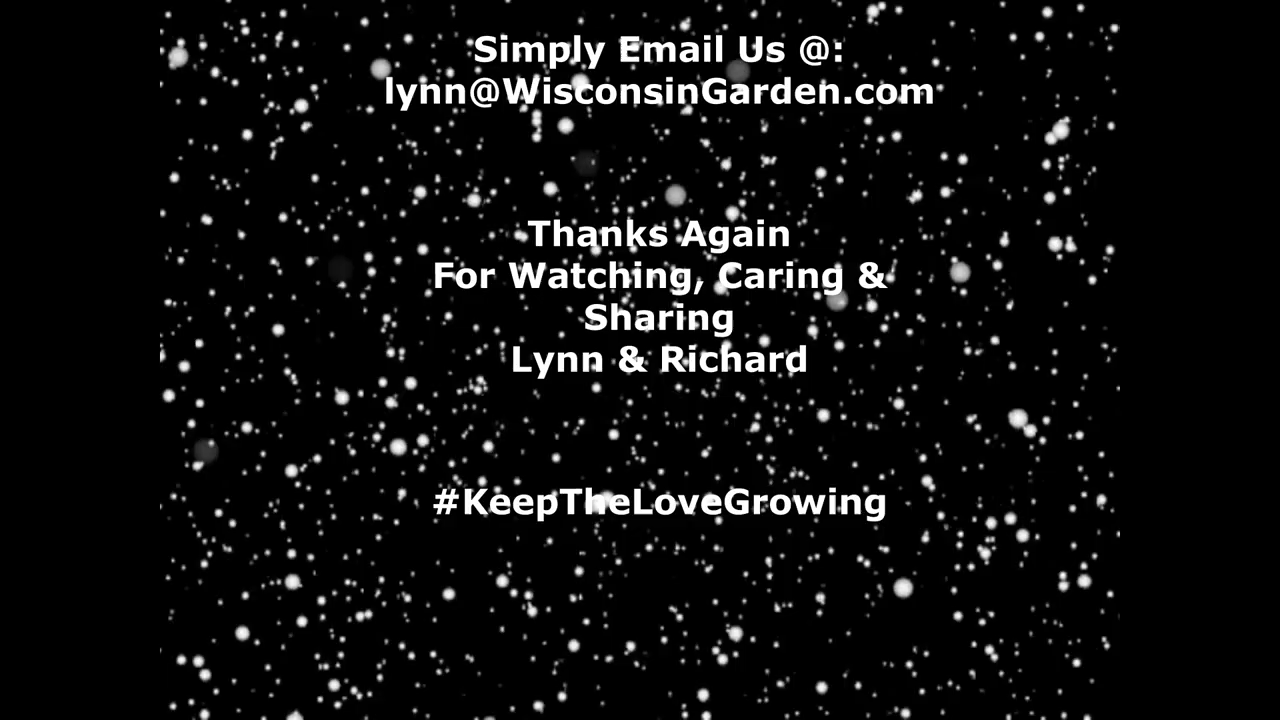 Simply Email Us @:
lynn@WisconsinGarden.com
Thanks Again
For Watching, Caring &
Sharing
Lynn & Richard
#KeepTheLoveGrowing